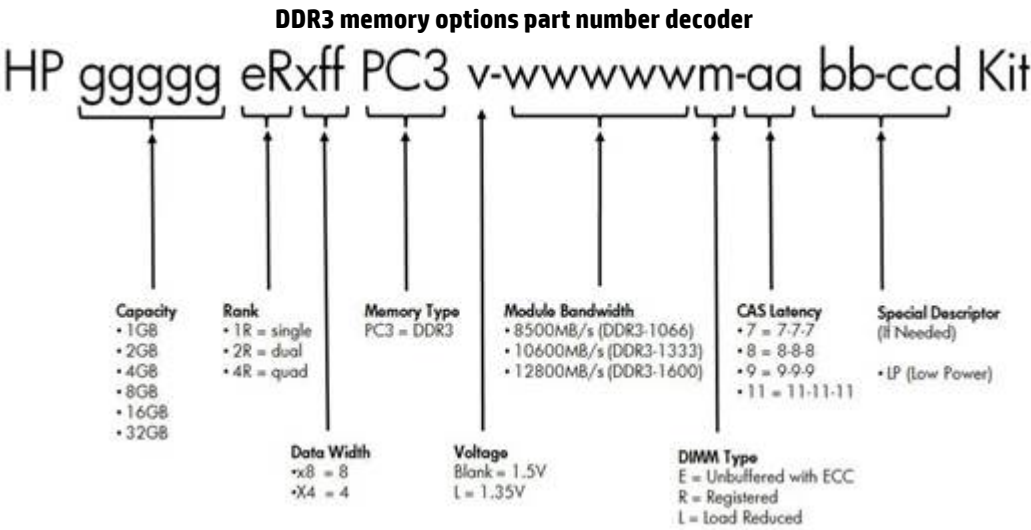 DDR3 memory options part number decoder
HP ggggg eRxff PC3 v-wwwwwm-aa bb-ccd Kit
Capacity
• 1GB
• 2GB
• 4GB
• 8GB
• 16GB
• 32GB
Rank
• 1R = single
• 2R = dual
• 4R = quad
Memory Type
PC3 = DDR3
Module Bandwidth
• 8500MB/s (DDR3-1066)
• 10600MB/s (DDR3-1333)
• 12800MB/s (DDR3-1600)
CAS Latency
• 7 = 7-7-7
• 8 = 8-8-8
• 9 = 9-9-9
• 11 = 11-11-11
Special Descriptor
(If Needed)
• LP (Low Power)
Data Width
•x8 = 8
•X4 = 4
Voltage
Blank = 1.5V
L = 1.35V
DIMM Type
E = Unbuffered with ECC
R = Registered
L = Load Reduced